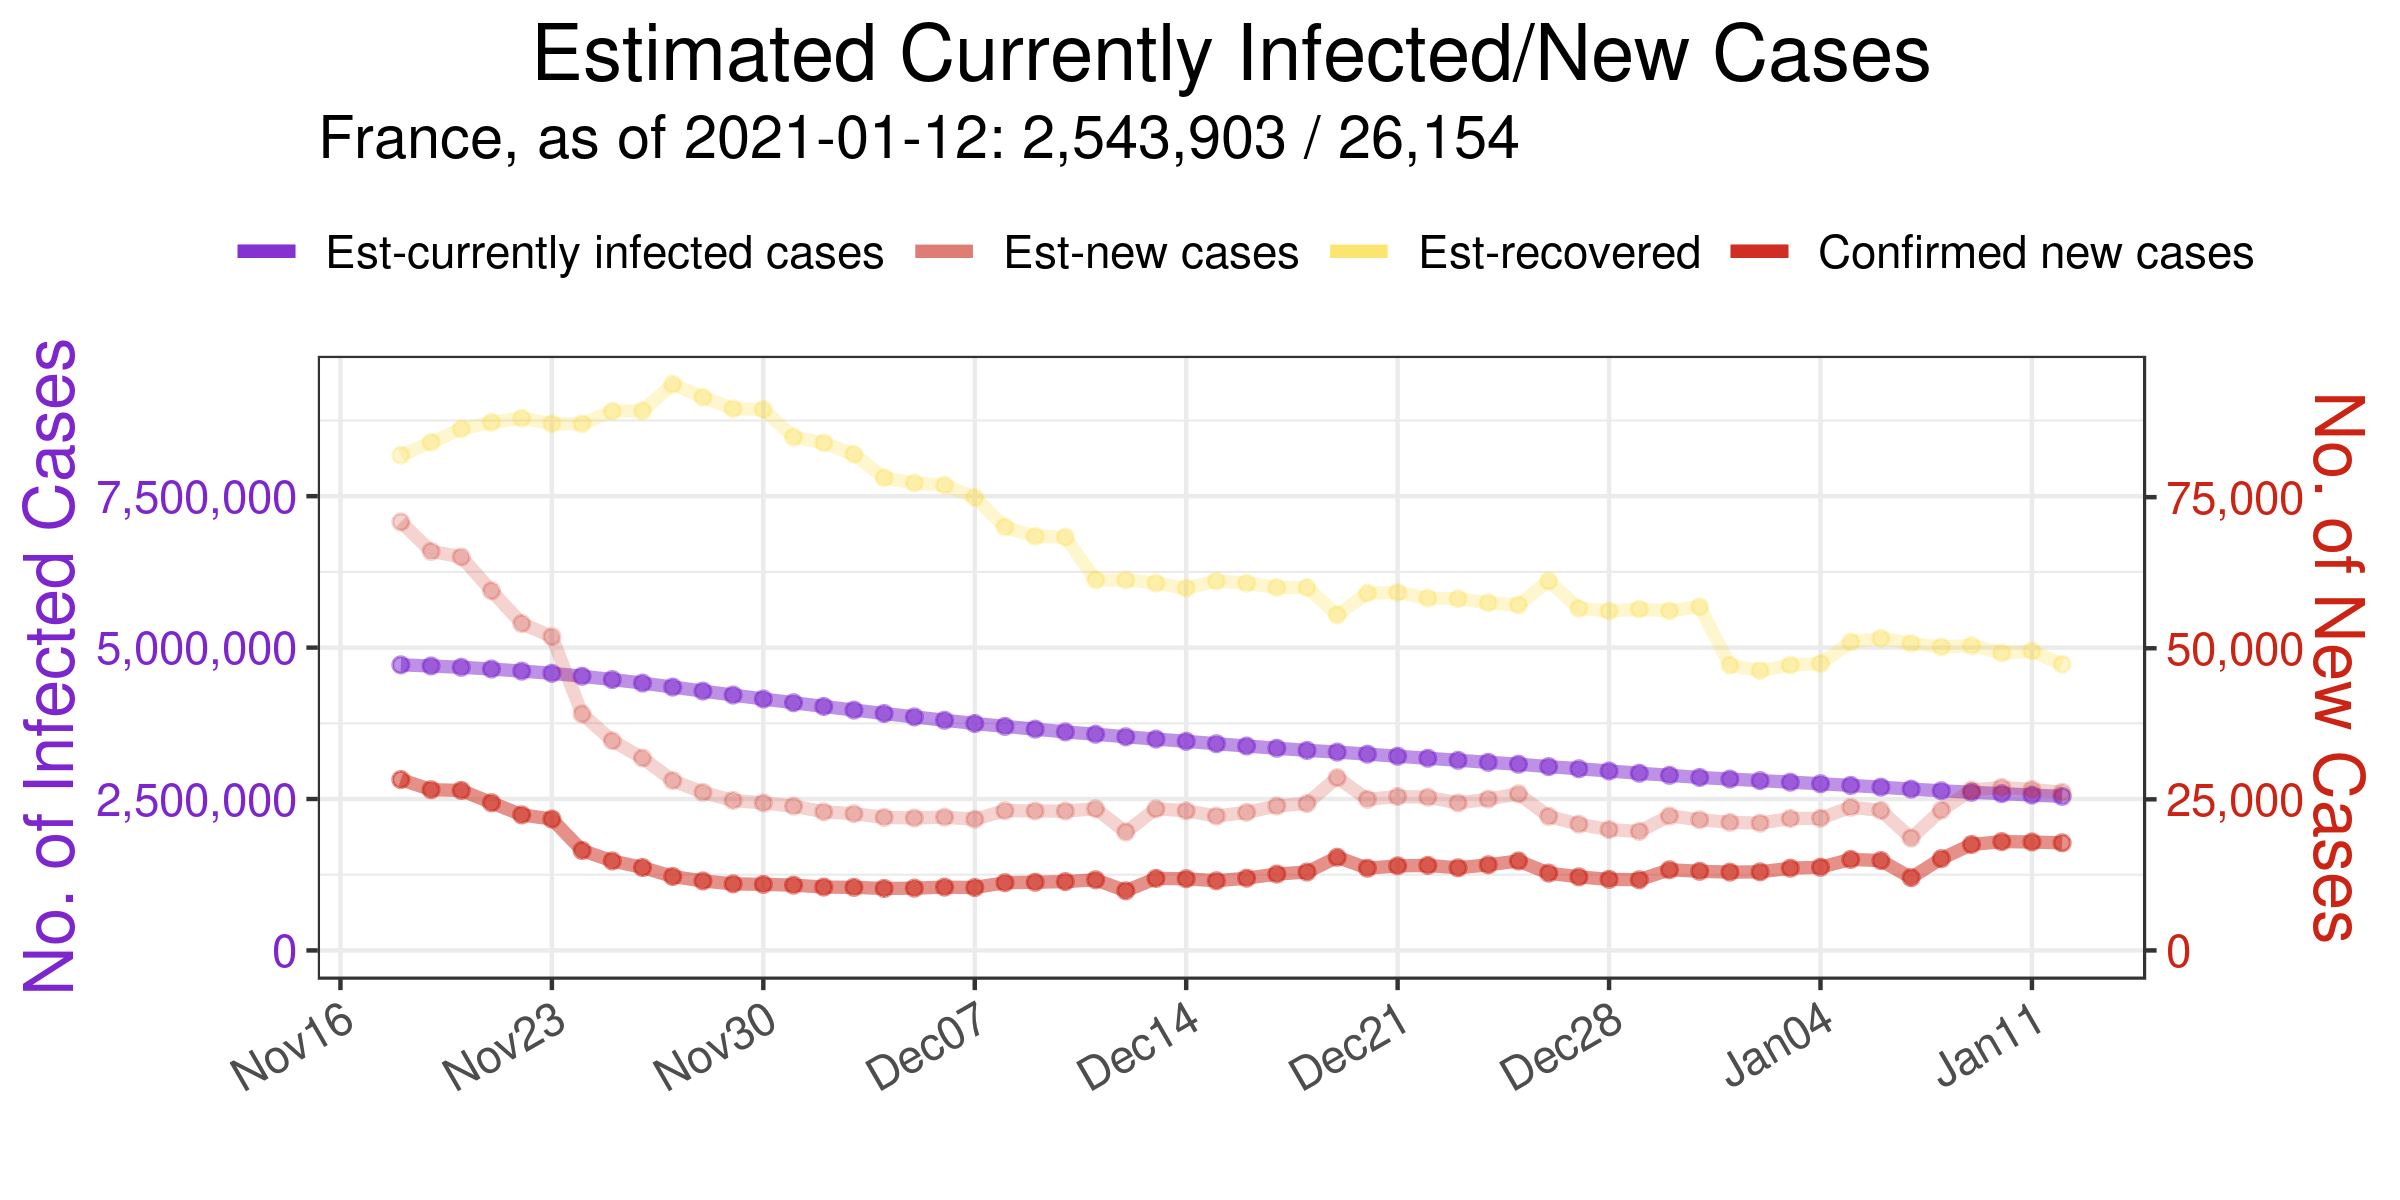 Estimated Currently Infected/New Cases
France, as of 2021-01-12: 2,543,903 / 26,154
Est-currently infected cases Est-new cases Est-recovered Confirmed new cases
No. of Infected Cases
7,500,000
5,000,000
2,500,000
0
75,000
50,000
25,000
0
No. of New Cases
Nov16 Nov23 Nov30 Dec07 Dec14 Dec21 Dec28 Jan04 Jan11